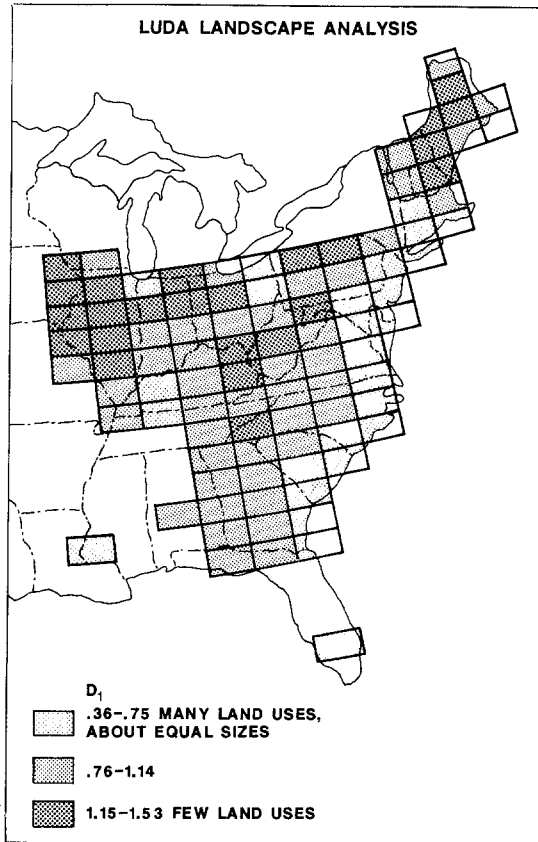 LUDA LANDSCAPE ANALYSIS
D₁
.36–.75 MANY LAND USES,
ABOUT EQUAL SIZES
.76–1.14
1.15–1.53 FEW LAND USES